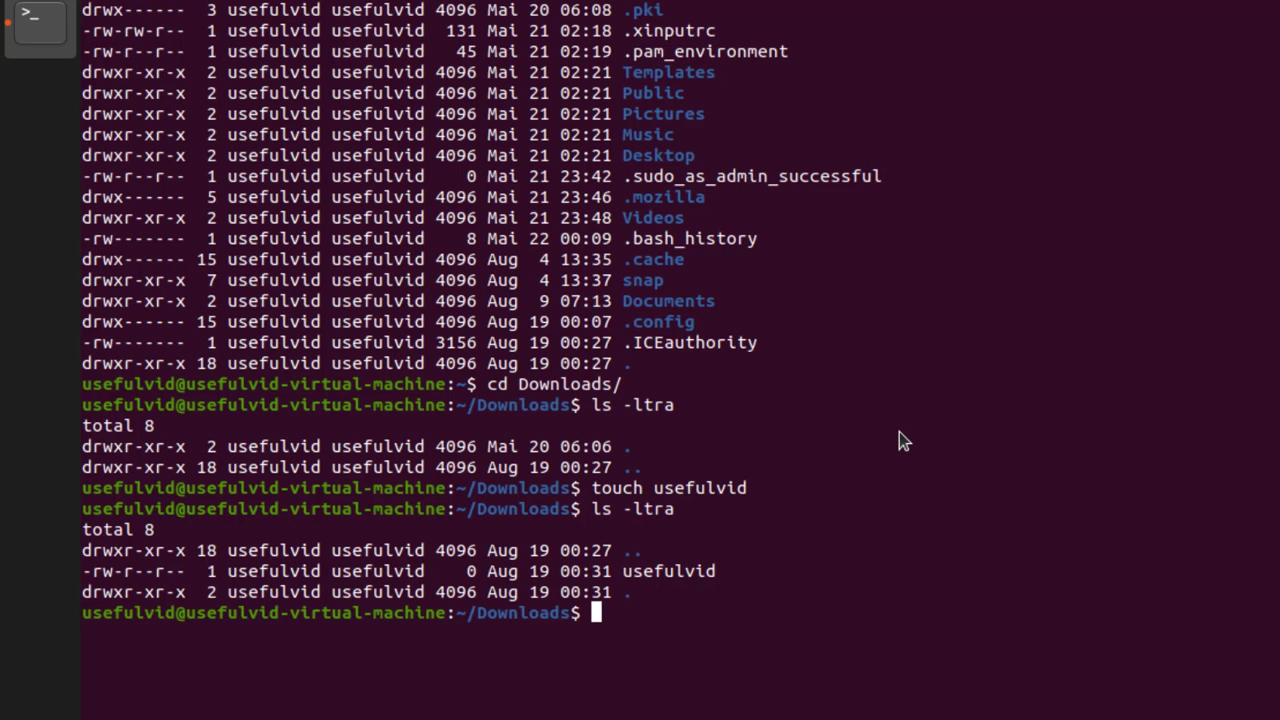 >_
drwx------  3 usefulvid usefulvid 4096 Mai 20 06:08 .pki
-rw-rw-r--  1 usefulvid usefulvid  131 Mai 21 02:18 .xinputrc
-rw-r--r--  1 usefulvid usefulvid   45 Mai 21 02:19 .pam_environment
drwxr-xr-x  2 usefulvid usefulvid 4096 Mai 21 02:21 Templates
drwxr-xr-x  2 usefulvid usefulvid 4096 Mai 21 02:21 Public
drwxr-xr-x  2 usefulvid usefulvid 4096 Mai 21 02:21 Pictures
drwxr-xr-x  2 usefulvid usefulvid 4096 Mai 21 02:21 Music
drwxr-xr-x  2 usefulvid usefulvid 4096 Mai 21 02:21 Desktop
-rw-r--r--  1 usefulvid usefulvid    0 Mai 21 23:42 .sudo_as_admin_successful
drwx------  5 usefulvid usefulvid 4096 Mai 21 23:46 .mozilla
drwxr-xr-x  2 usefulvid usefulvid 4096 Mai 21 23:48 Videos
-rw-------  1 usefulvid usefulvid    8 Mai 22 00:09 .bash_history
drwx------ 15 usefulvid usefulvid 4096 Aug  4 13:35 .cache
drwxr-xr-x  7 usefulvid usefulvid 4096 Aug  4 13:37 snap
drwxr-xr-x  2 usefulvid usefulvid 4096 Aug  9 07:13 Documents
drwx------ 15 usefulvid usefulvid 4096 Aug 19 00:07 .config
-rw-------  1 usefulvid usefulvid 3156 Aug 19 00:27 .ICEauthority
drwxr-xr-x 18 usefulvid usefulvid 4096 Aug 19 00:27 .
usefulvid@usefulvid-virtual-machine:~$ cd Downloads/
usefulvid@usefulvid-virtual-machine:~/Downloads$ ls -ltra
total 8
drwxr-xr-x  2 usefulvid usefulvid 4096 Mai 20 06:06 .
drwxr-xr-x 18 usefulvid usefulvid 4096 Aug 19 00:27 ..
usefulvid@usefulvid-virtual-machine:~/Downloads$ touch usefulvid
usefulvid@usefulvid-virtual-machine:~/Downloads$ ls -ltra
total 8
drwxr-xr-x 18 usefulvid usefulvid 4096 Aug 19 00:27 ..
-rw-r--r--  1 usefulvid usefulvid    0 Aug 19 00:31 usefulvid
drwxr-xr-x  2 usefulvid usefulvid 4096 Aug 19 00:31 .
usefulvid@usefulvid-virtual-machine:~/Downloads$